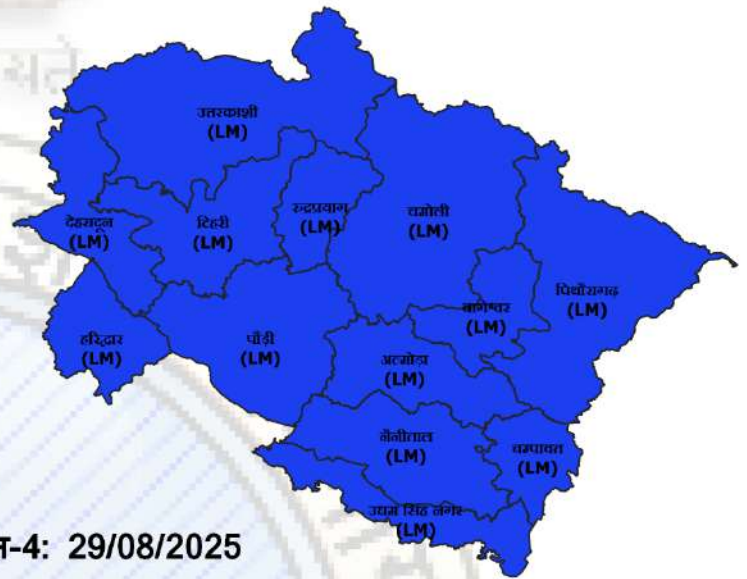 उत्तरकाशी
(LM)
देहरादून
(LM)
टिहरी
(LM)
रुद्रप्रयाग
(LM)
चमोली
(LM)
पिथौरागढ़
(LM)
बागेश्वर
(LM)
हरिद्वार
(LM)
पौड़ी
(LM)
अल्मोड़ा
(LM)
नैनीताल
(LM)
चम्पावत
(LM)
उधम सिंह नगर
(LM)
-4: 29/08/2025